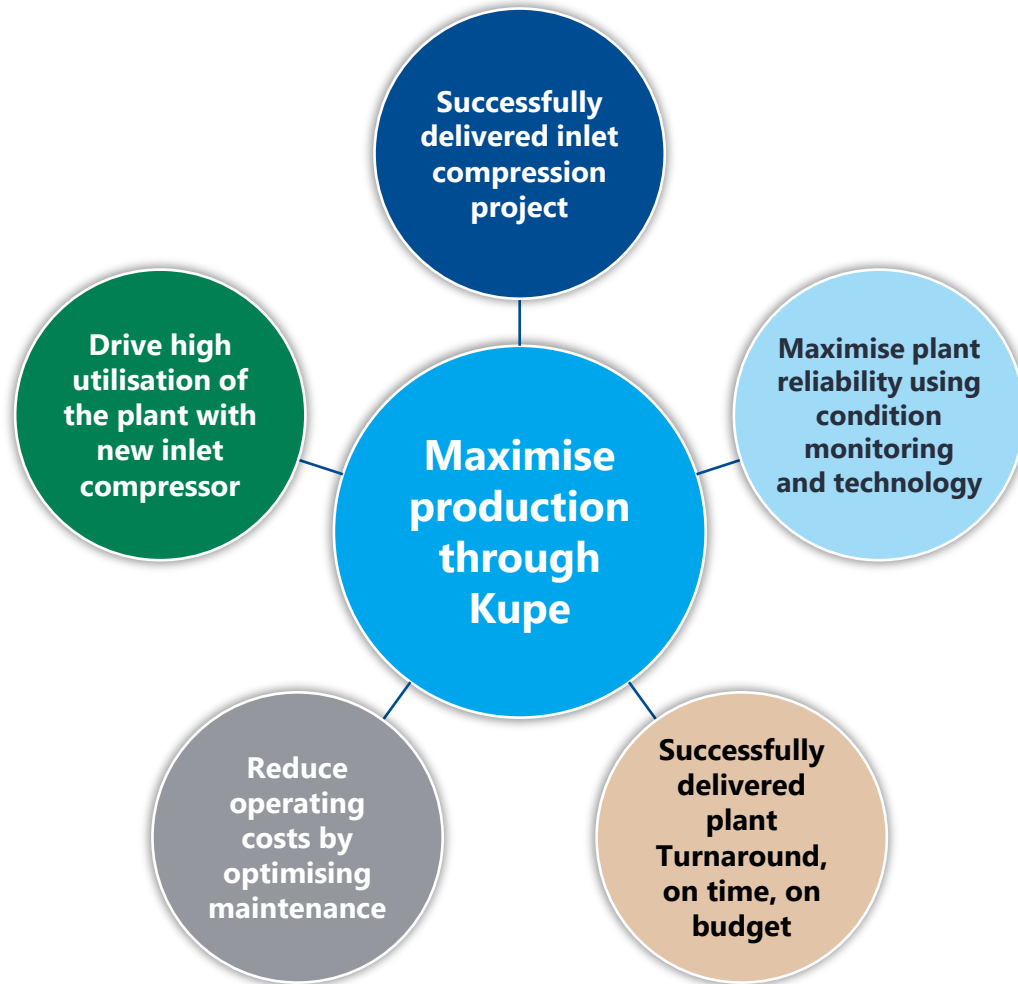 Successfully
delivered inlet
compression
project
Drive high
utilisation of
the plant with
new inlet
compressor
Maximise plant
reliability using
condition
monitoring
and technology
Maximise
production
through
Kupe
Reduce
operating
costs by
optimising
maintenance
Successfully
delivered
plant
Turnaround,
on time, on
budget